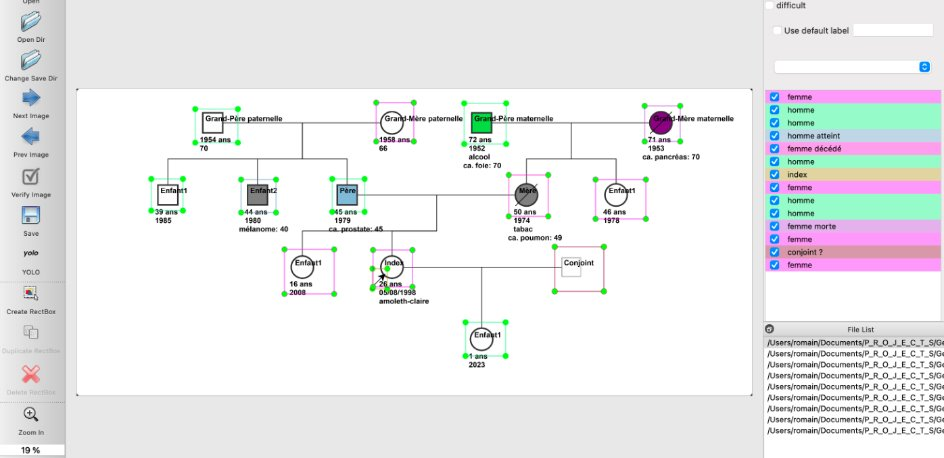 Open
Open Dir
Change Save Dir
Next Image
Prev Image
Verify Image
Save
yolo
YOLO
Create RectBox
Duplicate RectBox
Delete RectBox
Zoom In
19 %
Grand-Père paternelle
1954 ans
70
Grand-Mère paternelle
1958 ans
66
Grand-Père maternelle
72 ans
1952
alcool
ca. foie: 70
Grand-Mère maternelle
71 ans
1953
ca. pancréas: 70
Enfant1
39 ans
1985
Enfant2
44 ans
1980
mélanome: 40
Père
45 ans
1979
ca. prostate: 45
Mère
50 ans
1974
tabac
ca. poumon: 49
Enfant1
46 ans
1978
Enfant1
16 ans
2008
Index
26 ans
05/08/1998
amoleth-claire
Conjoint
Enfant1
1 ans
2023
difficult
Use default label
femme
homme
homme
homme atteint
femme décédé
homme
index
femme
homme
homme
femme morte
femme
conjoint ?
femme
File List
/Users/romain/Documents/P_R_O_J_E_C_T_S/Ge
/Users/romain/Documents/P_R_O_J_E_C_T_S/Ge
/Users/romain/Documents/P_R_O_J_E_C_T_S/Ge
/Users/romain/Documents/P_R_O_J_E_C_T_S/Ge
/Users/romain/Documents/P_R_O_J_E_C_T_S/Ge
/Users/romain/Documents/P_R_O_J_E_C_T_S/Ge
/Users/romain/Documents/P_R_O_J_E_C_T_S/Ge
/Users/romain/Documents/P_R_O_J_E_C_T_S/Ge
/Users/romain/Documents/P_R_O_J_E_C_T_S/Ge